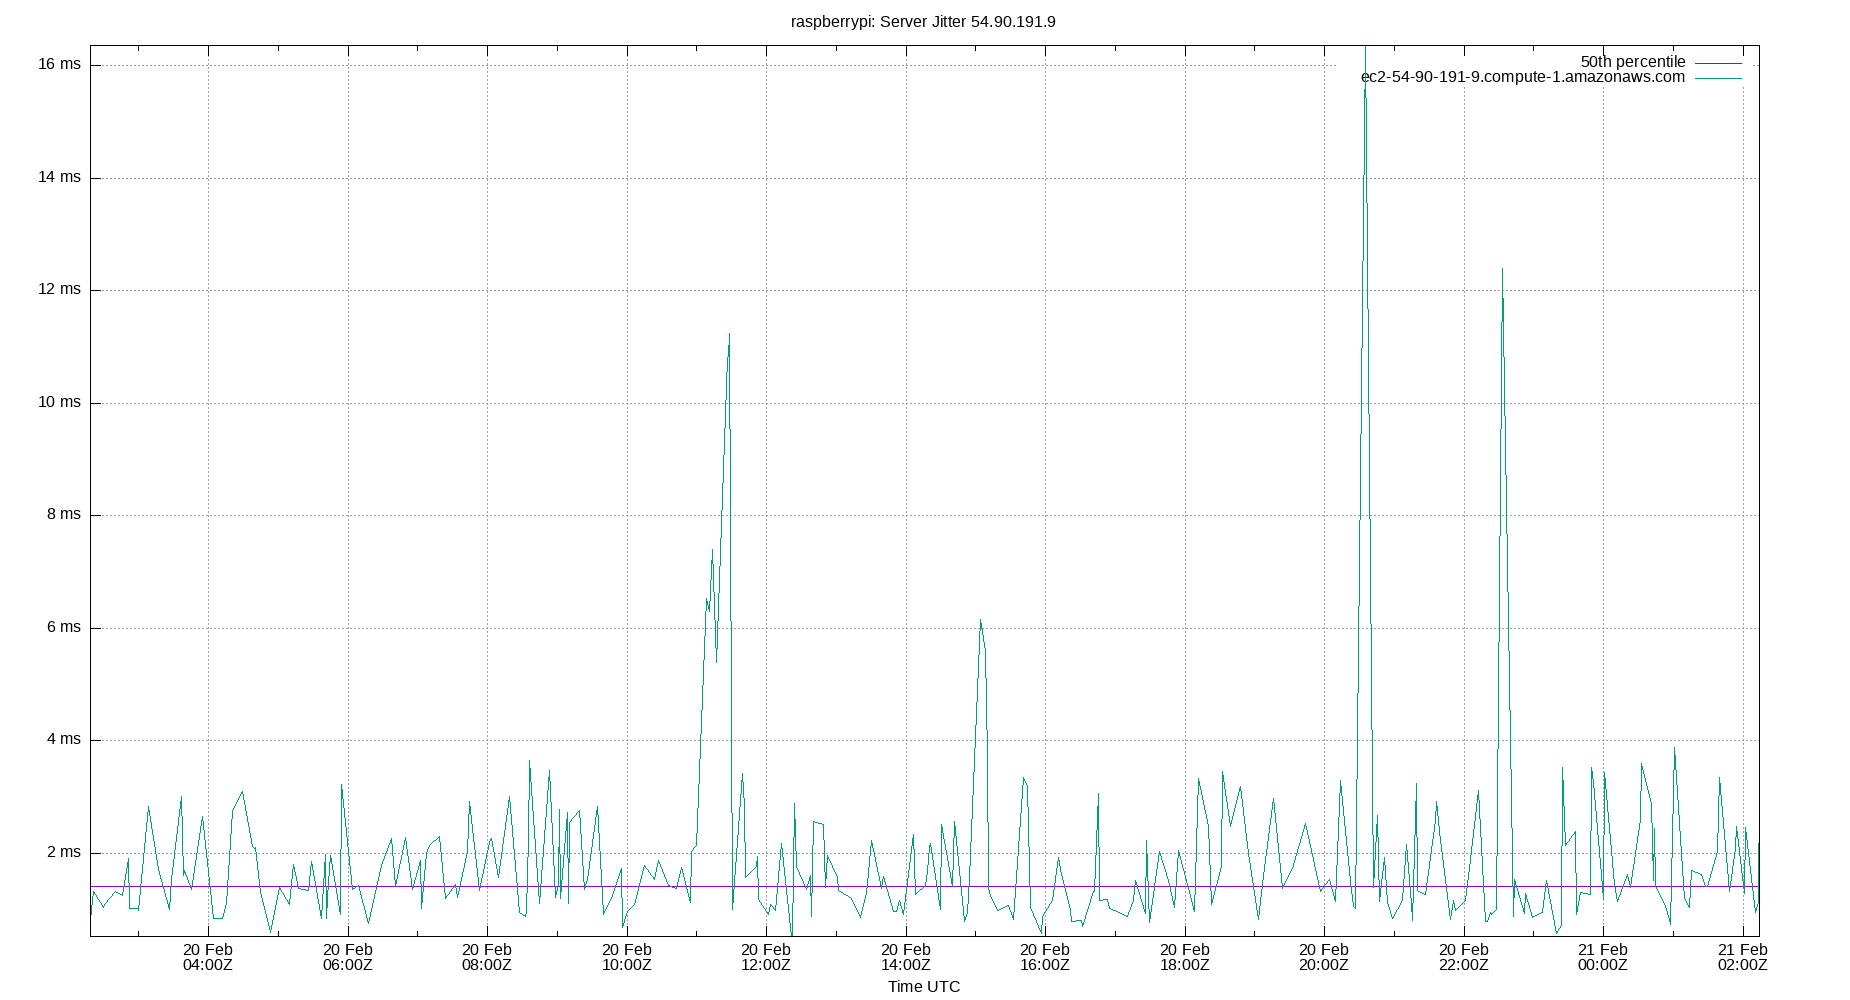 raspberrypi: Server Jitter 54.90.191.9
16 ms
14 ms
12 ms
10 ms
8 ms
6 ms
4 ms
2 ms
50th percentile
ec2-54-90-191-9.compute-1.amazonaws.com
20 Feb
04:00Z
20 Feb
06:00Z
20 Feb
08:00Z
20 Feb
10:00Z
20 Feb
12:00Z
20 Feb
14:00Z
20 Feb
16:00Z
20 Feb
18:00Z
20 Feb
20:00Z
20 Feb
22:00Z
21 Feb
00:00Z
21 Feb
02:00Z
Time UTC